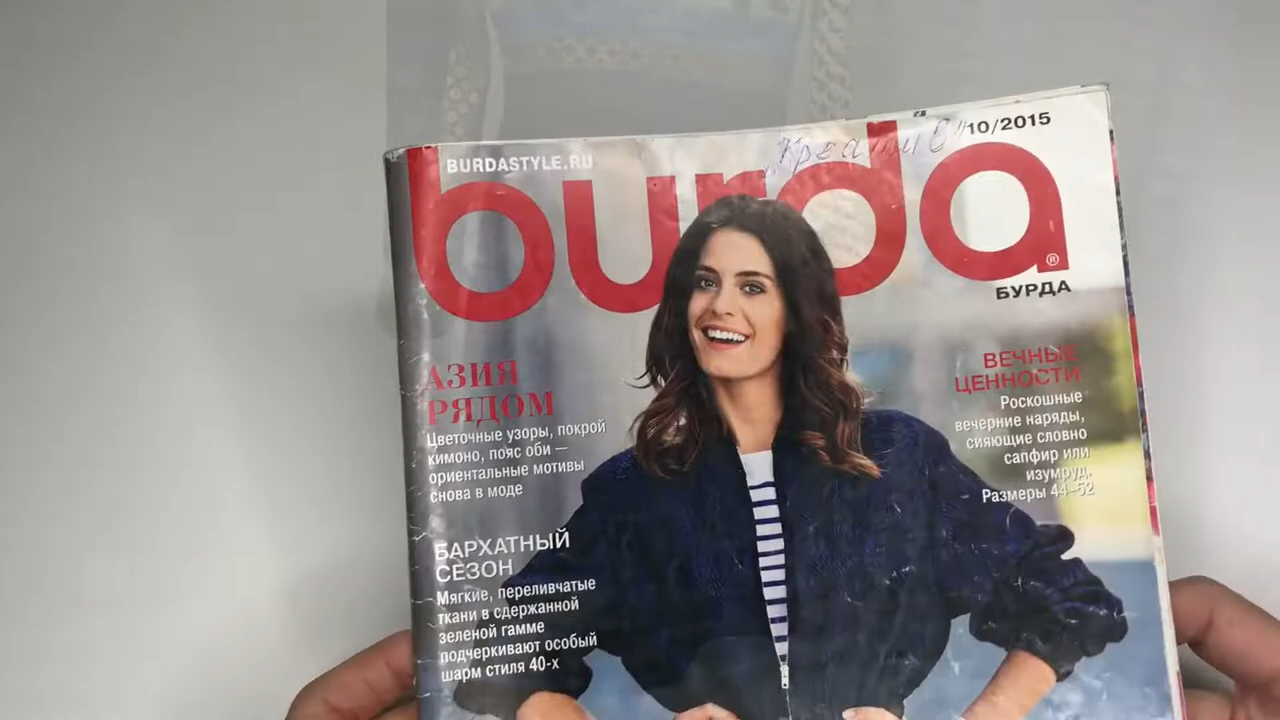 BURDASTYLE.RU
„Креатив“
10/2015
burda
®
БУРДА
АЗИЯ
РЯДОМ
Цветочные узоры, покрой
кимоно, пояс оби —
ориентальные мотивы
снова в моде
ВЕЧНЫЕ
ЦЕННОСТИ
Роскошные
вечерние наряды,
сияющие словно
сапфир или
изумруд.
Размеры 44–52
БАРХАТНЫЙ
СЕЗОН
Мягкие, переливчатые
ткани в сдержанной
зеленой гамме
подчеркивают особый
шарм стиля 40-х